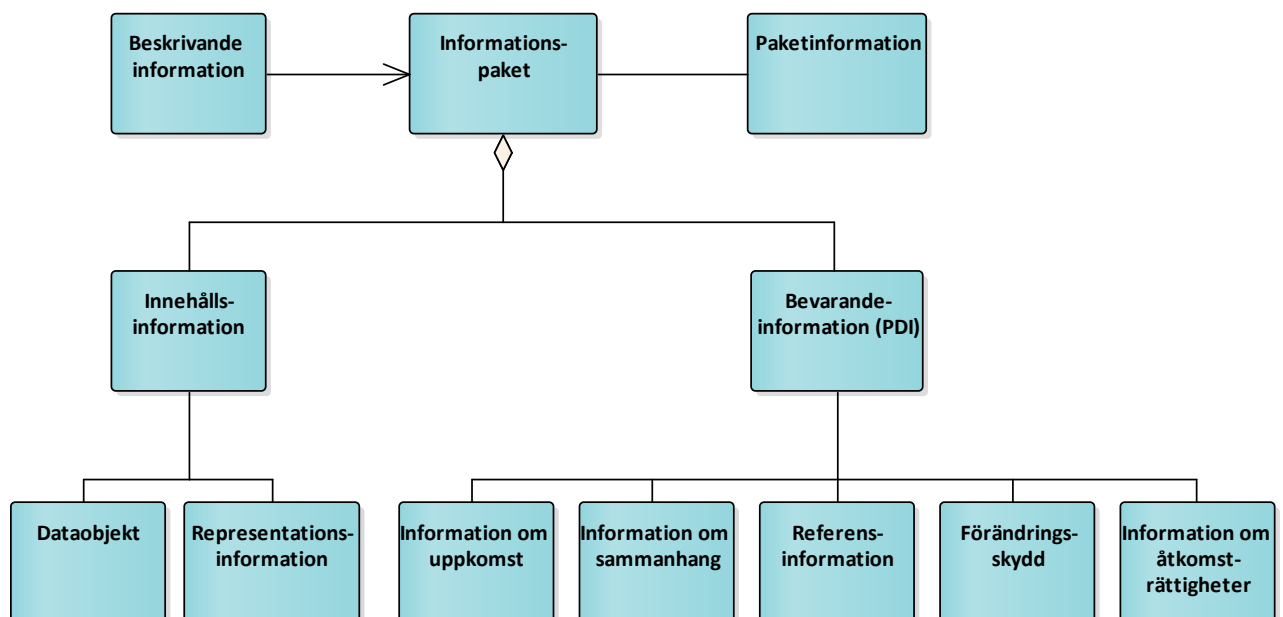 Beskrivande
information
Informations-
paket
Paketinformation
Innehålls-
information
Bevarande-
information (PDI)
Dataobjekt
Representations-
information
Information om
uppkomst
Information om
sammanhang
Referens-
information
Förändrings-
skydd
Information om
åtkomst-
rättigheter